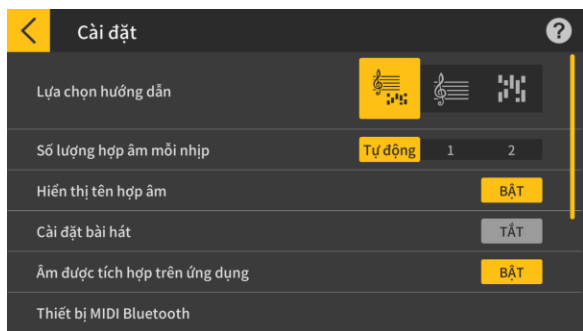 Cài đặt
?
Lựa chọn hướng dẫn
Số lượng hợp âm mỗi nhịp Tự động 1 2
Hiển thị tên hợp âm BẬT
Cài đặt bài hát TẮT
Âm được tích hợp trên ứng dụng BẬT
Thiết bị MIDI Bluetooth